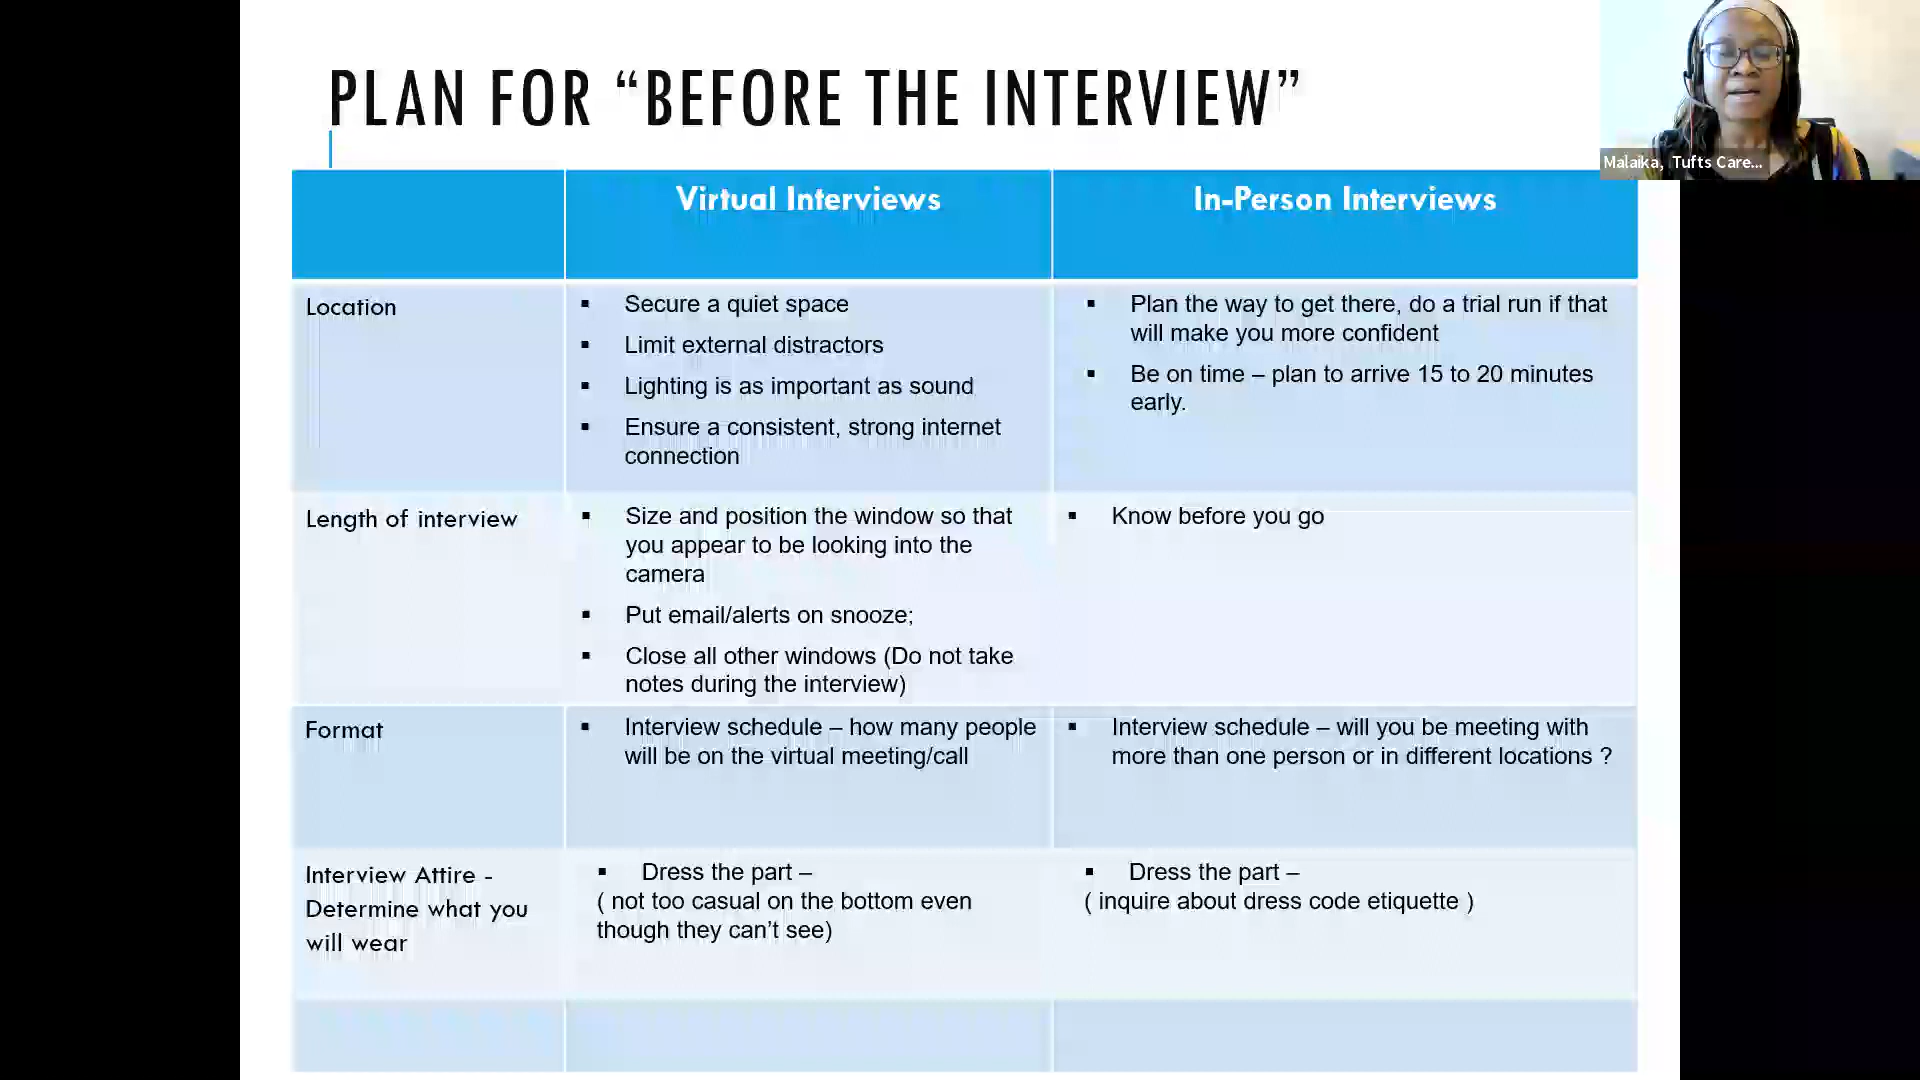 PLAN FOR “BEFORE THE INTERVIEW”
Malaika, Tufts Care...
Virtual Interviews
In-Person Interviews
Location
▪ Secure a quiet space
▪ Limit external distractors
▪ Lighting is as important as sound
▪ Ensure a consistent, strong internet
connection
▪ Plan the way to get there, do a trial run if that
will make you more confident
▪ Be on time – plan to arrive 15 to 20 minutes
early.
Length of interview
▪ Size and position the window so that
you appear to be looking into the
camera
▪ Put email/alerts on snooze;
▪ Close all other windows (Do not take
notes during the interview)
▪ Know before you go
Format
▪ Interview schedule – how many people
will be on the virtual meeting/call
▪ Interview schedule – will you be meeting with
more than one person or in different locations ?
Interview Attire -
Determine what you
will wear
▪ Dress the part –
( not too casual on the bottom even
though they can’t see)
▪ Dress the part –
( inquire about dress code etiquette )